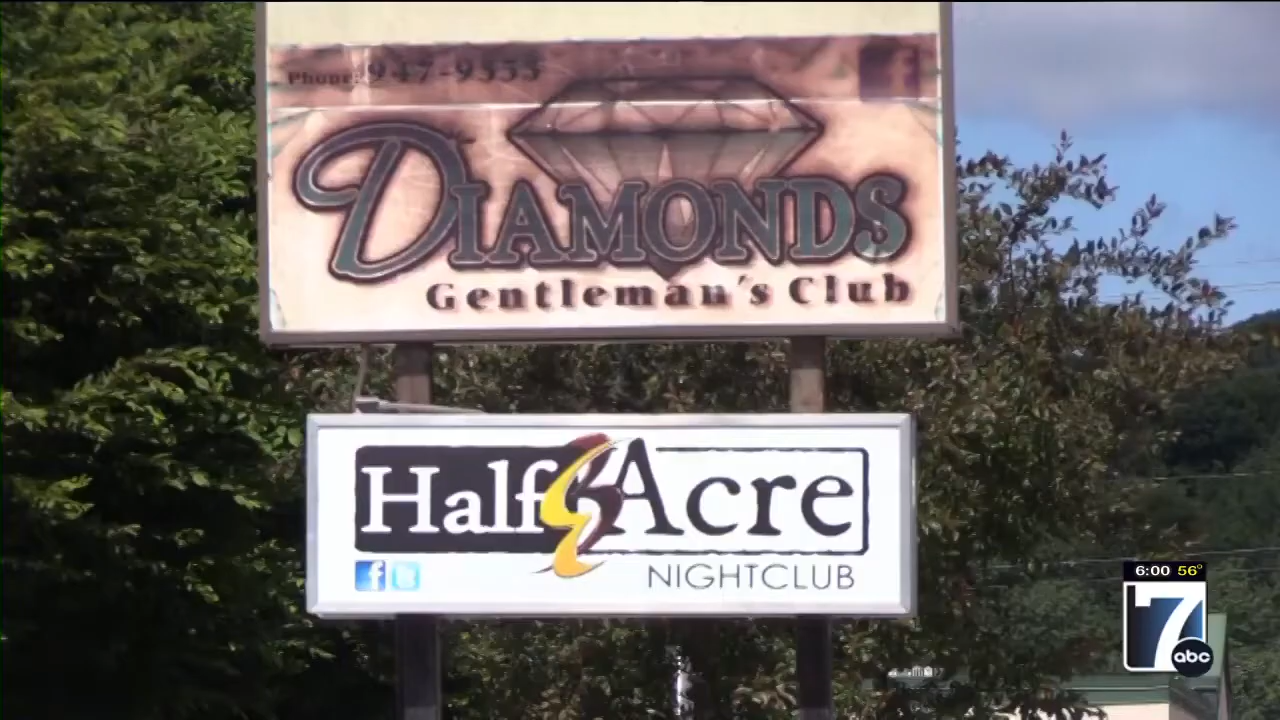 Phone: 947-9555
f
DIAMONDS
Gentleman's Club
Half Acre
NIGHTCLUB
f t
6:00 56°
7
abc